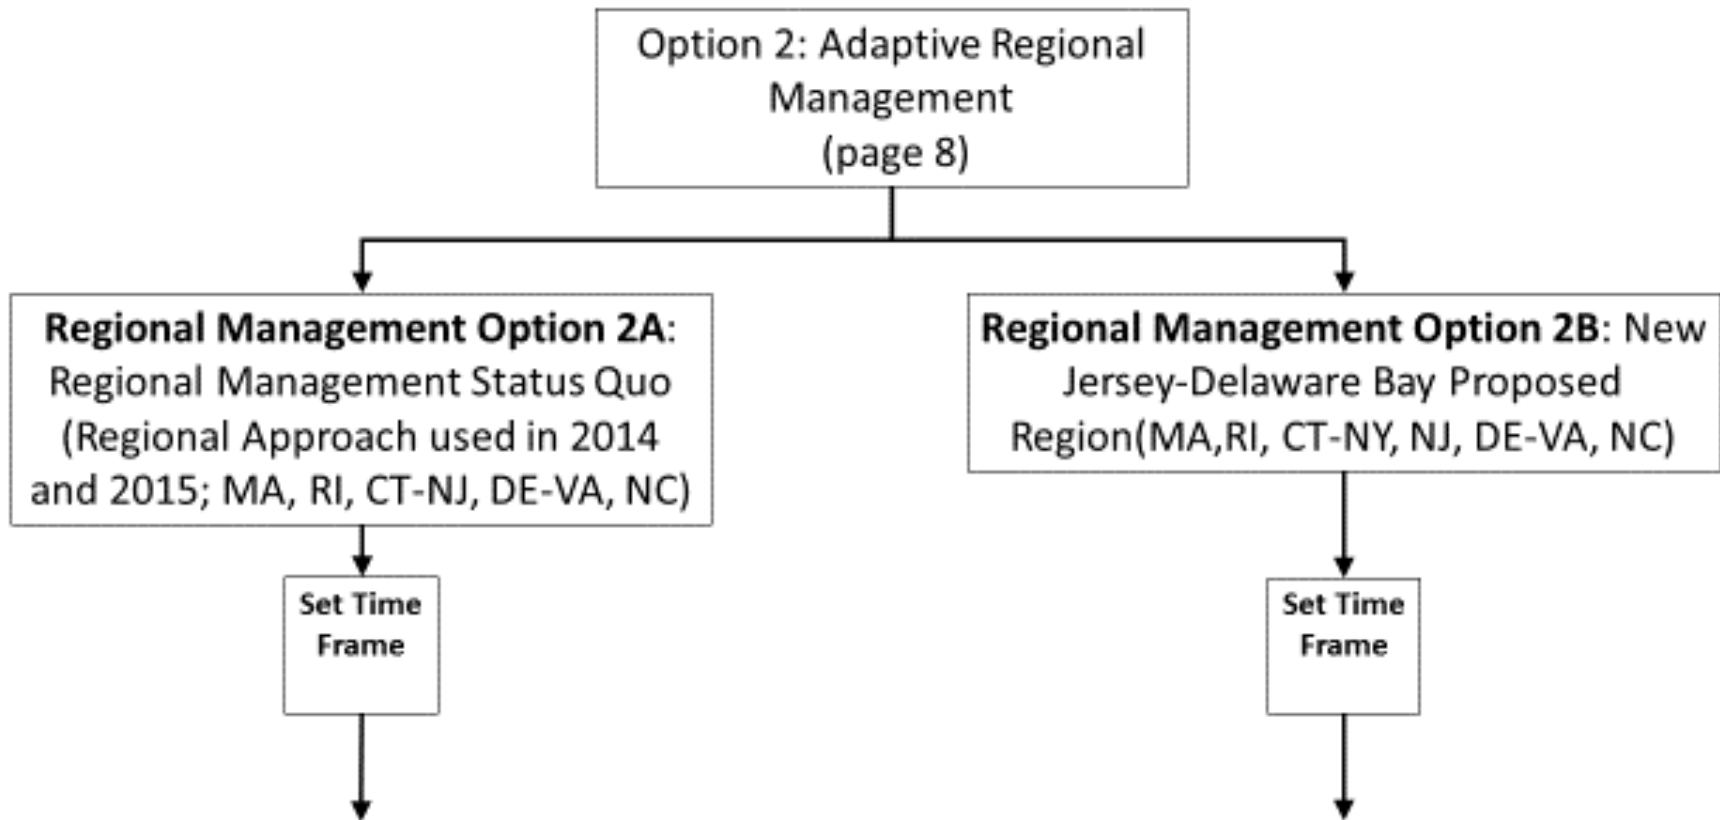 Option 2: Adaptive Regional
Management
(page 8)
Regional Management Option 2A:
Regional Management Status Quo
(Regional Approach used in 2014
and 2015; MA, RI, CT-NJ, DE-VA, NC)
Regional Management Option 2B: New
Jersey-Delaware Bay Proposed
Region(MA,RI, CT-NY, NJ, DE-VA, NC)
Set Time
Frame
Set Time
Frame